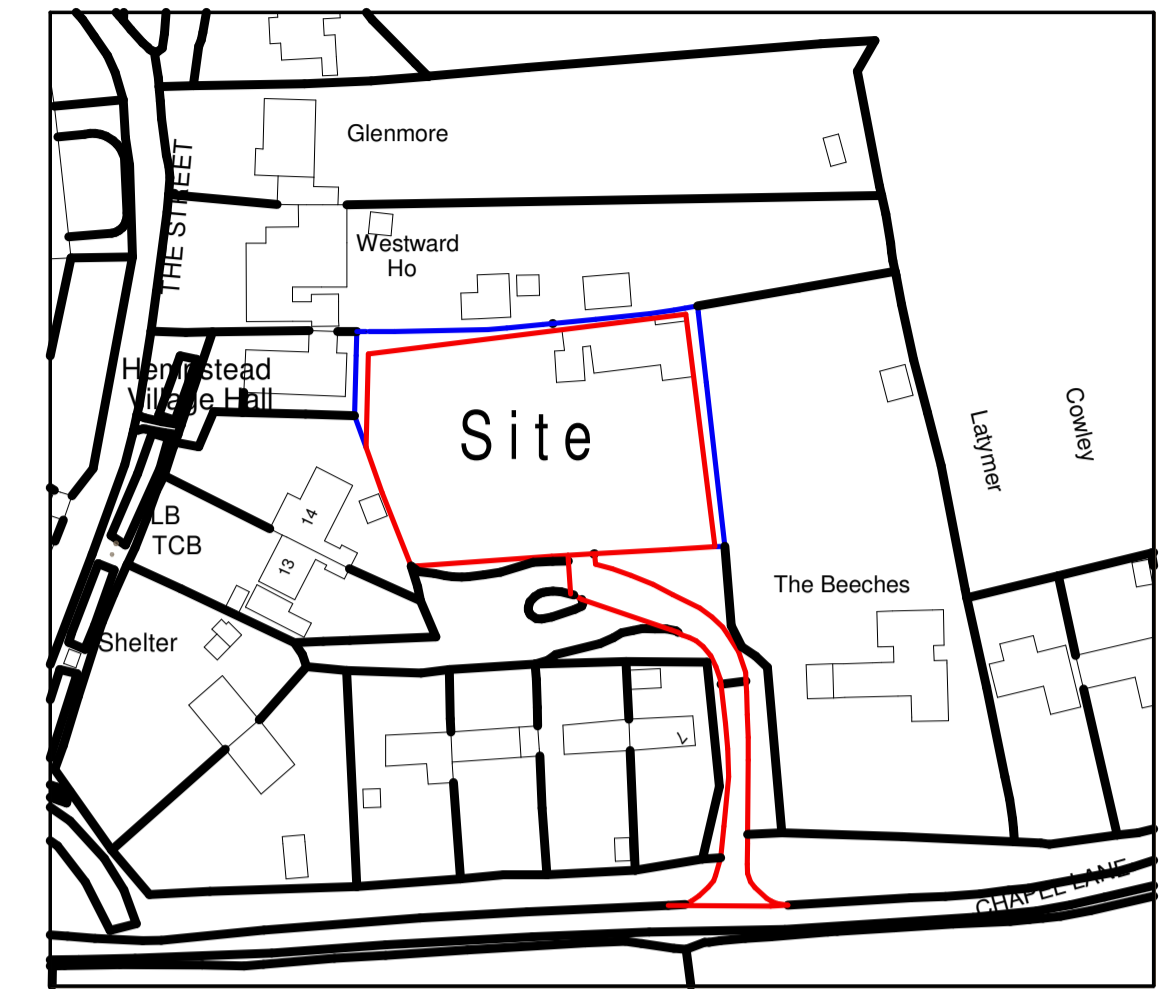 Glenmore
THE STREET
Westward
Ho
Hempstead
Village Hall
Site
Cowley
Latymer
14
LB
TCB
13
The Beeches
Shelter
7
CHAPEL LANE